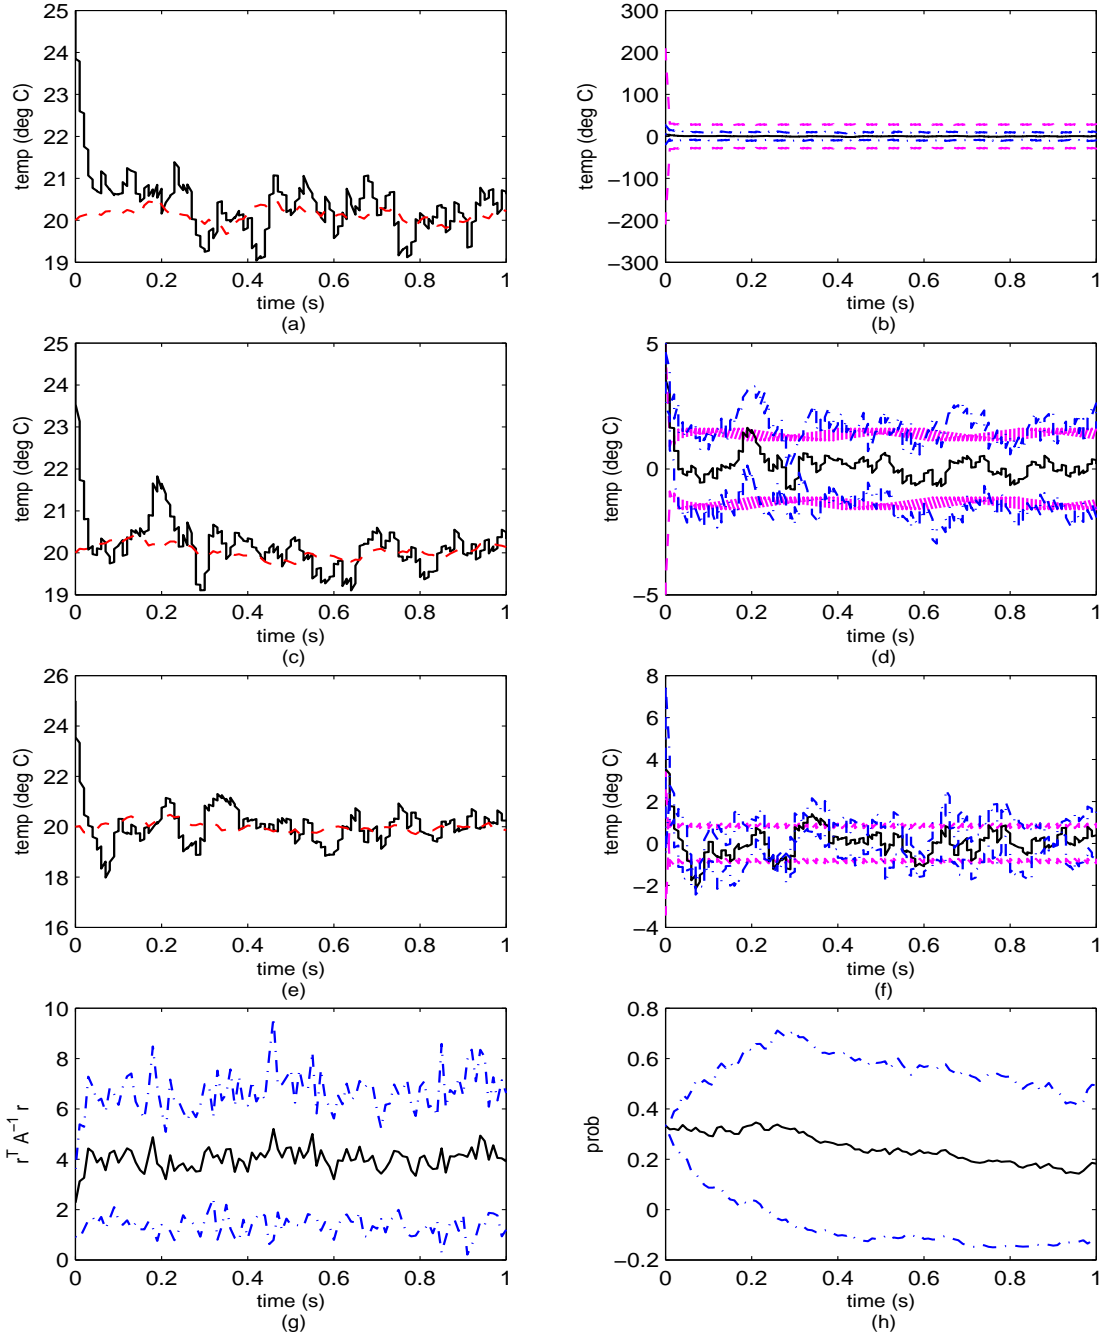 25
24
23
22
21
20
19
temp (deg C)
0 0.2 0.4 0.6 0.8 1
time (s)
(a)
300
200
100
0
−100
−200
−300
temp (deg C)
0 0.2 0.4 0.6 0.8 1
time (s)
(b)
25
24
23
22
21
20
19
temp (deg C)
0 0.2 0.4 0.6 0.8 1
time (s)
(c)
5
0
−5
temp (deg C)
0 0.2 0.4 0.6 0.8 1
time (s)
(d)
26
24
22
20
18
16
temp (deg C)
0 0.2 0.4 0.6 0.8 1
time (s)
(e)
8
6
4
2
0
−2
−4
temp (deg C)
0 0.2 0.4 0.6 0.8 1
time (s)
(f)
10
8
6
4
2
0
r^T A^−1 r
0 0.2 0.4 0.6 0.8 1
time (s)
(g)
0.8
0.6
0.4
0.2
0
−0.2
prob
0 0.2 0.4 0.6 0.8 1
time (s)
(h)